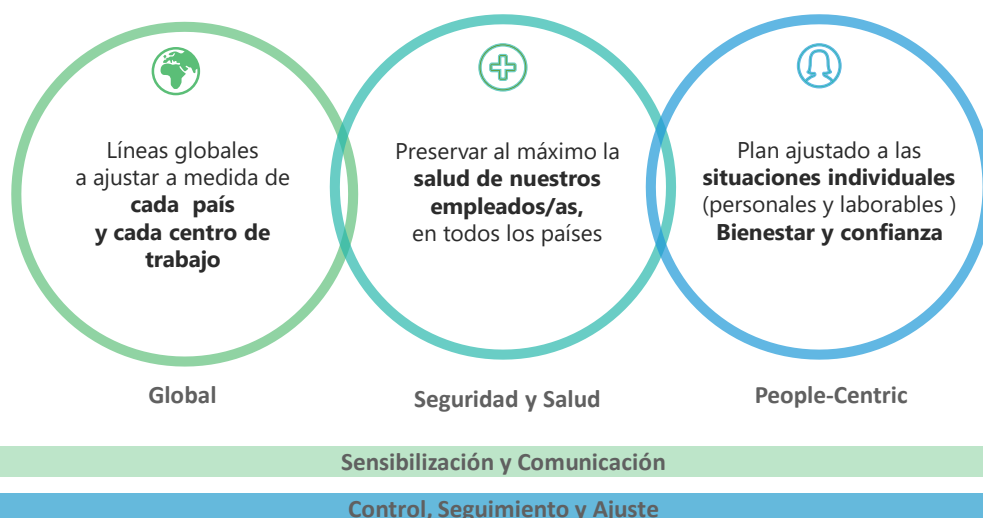 Líneas globales
a ajustar a medida de
cada país
y cada centro de
trabajo
Preservar al máximo la
salud de nuestros
empleados/as,
en todos los países
Plan ajustado a las
situaciones individuales
(personales y laborables )
Bienestar y confianza
Global
Seguridad y Salud
People-Centric
Sensibilización y Comunicación
Control, Seguimiento y Ajuste